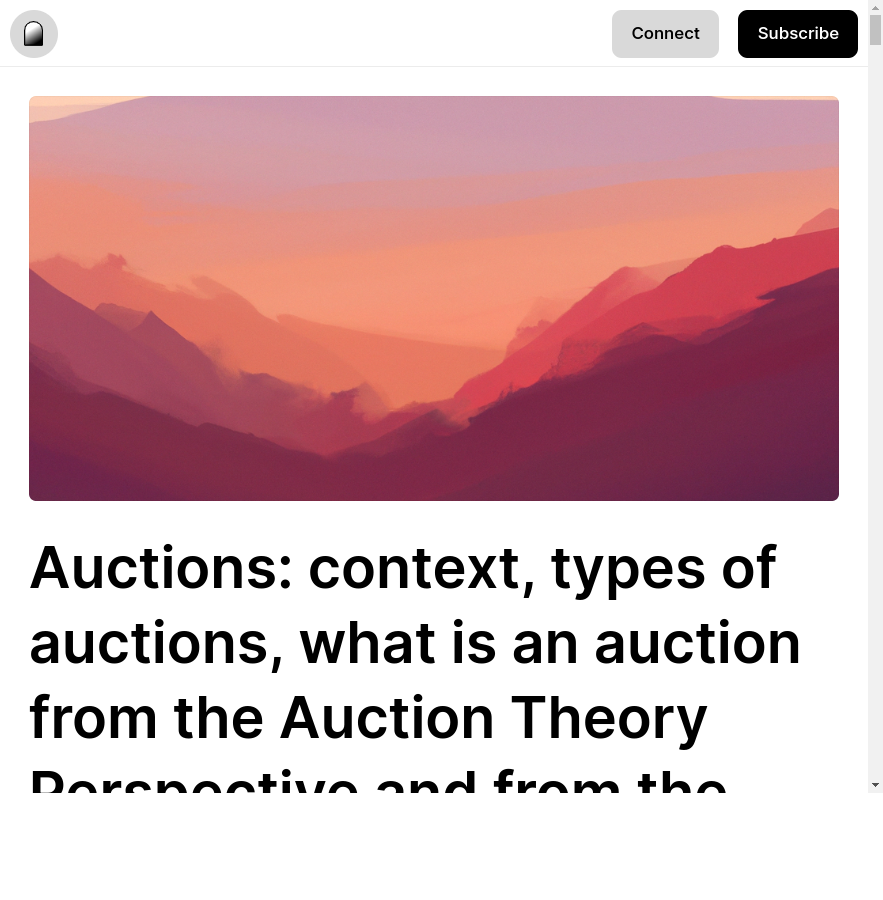 Connect
Subscribe
Auctions: context, types of
auctions, what is an auction
from the Auction Theory
Perspective and from the